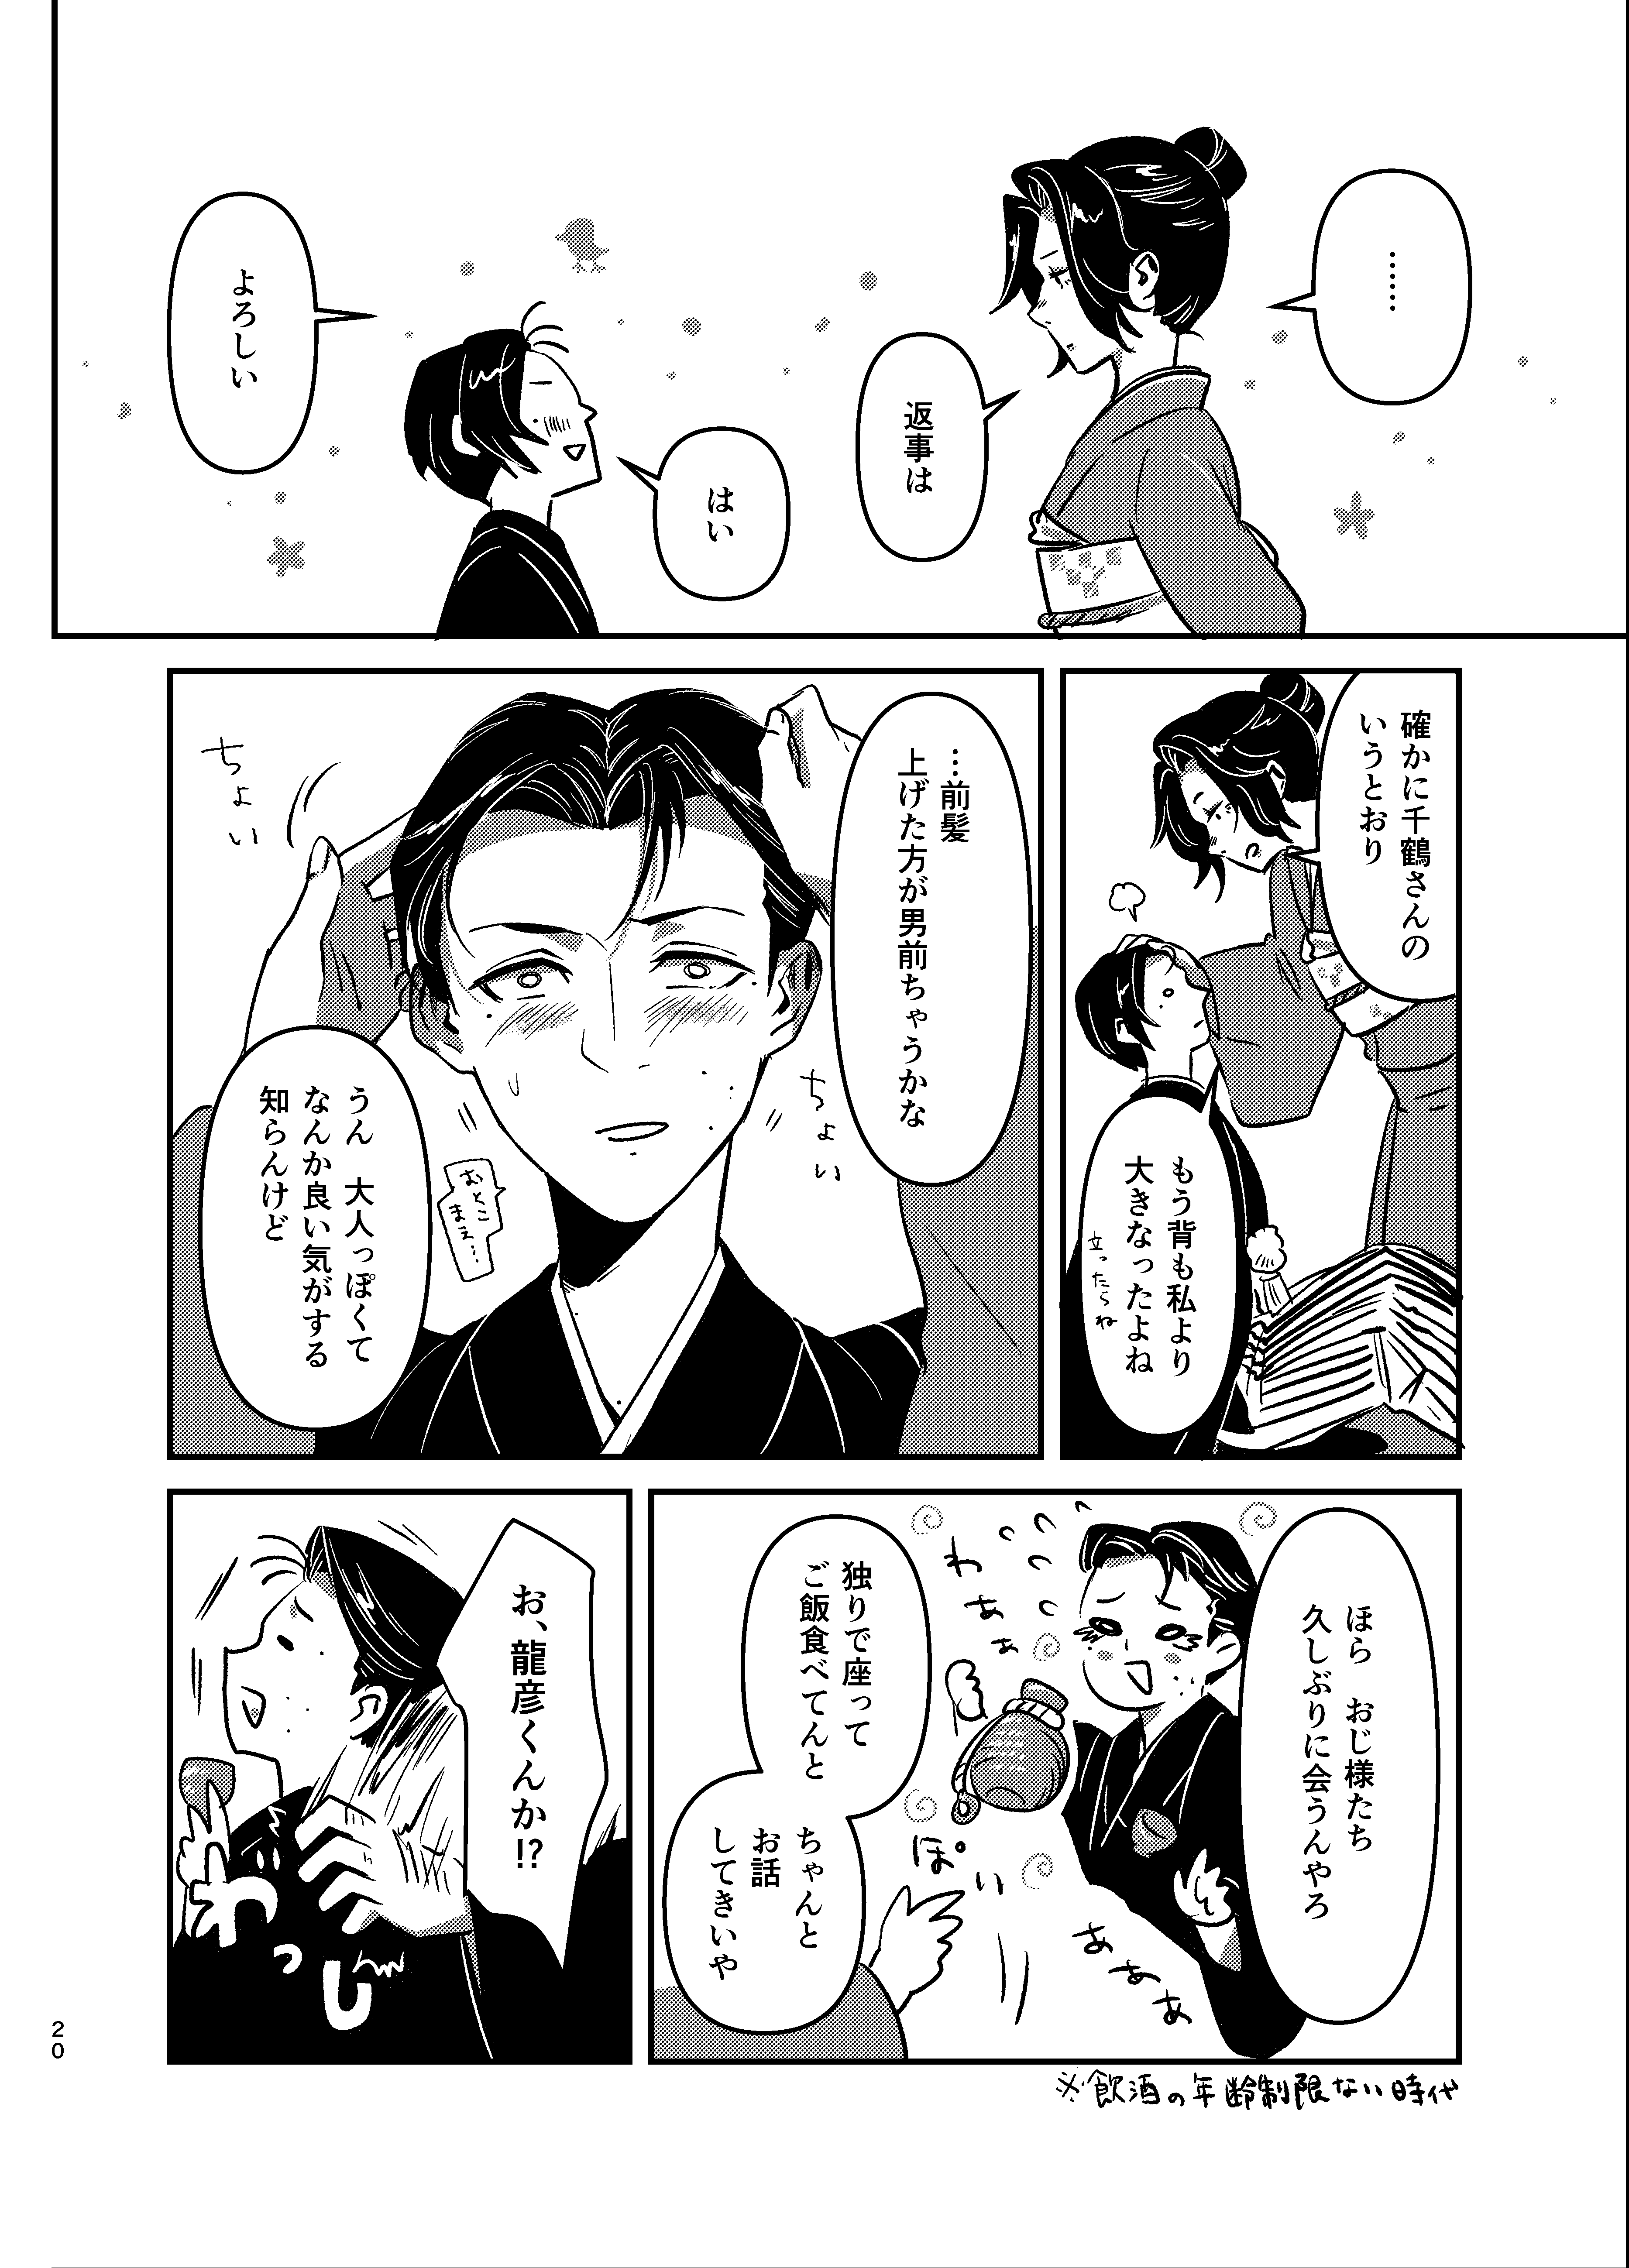 ……
返事は
はい
よろしい
確かに千鶴さんの
いうとおり
もう背も私より
大きなったよね
立ったらね
…前髪
上げた方が男前ちゃうかな
ちょい
ちょい
おとこ
まえ…
うん 大人っぽくて
なんか良い気がする
知らんけど
ほら おじ様たち
久しぶりに会うんやろ
わぁぁ
ぽい
あぁぁあ
独りで座って
ご飯食べてんと
ちゃんと
お話
してきいや
お、龍彦くんか!?
わっし
※飲酒の年齢制限ない時代
20